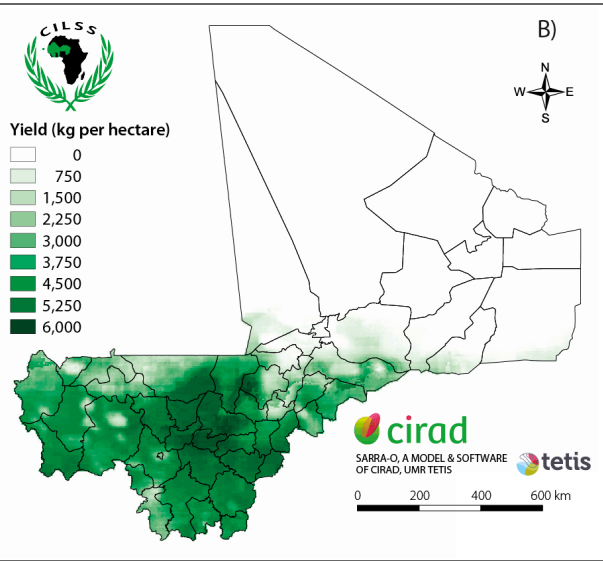 CILSS
B)
N
W E
S
Yield (kg per hectare)
0
750
1,500
2,250
3,000
3,750
4,500
5,250
6,000
cirad
SARRA-O, A MODEL & SOFTWARE
OF CIRAD, UMR TETIS
tetis
0 200 400 600 km